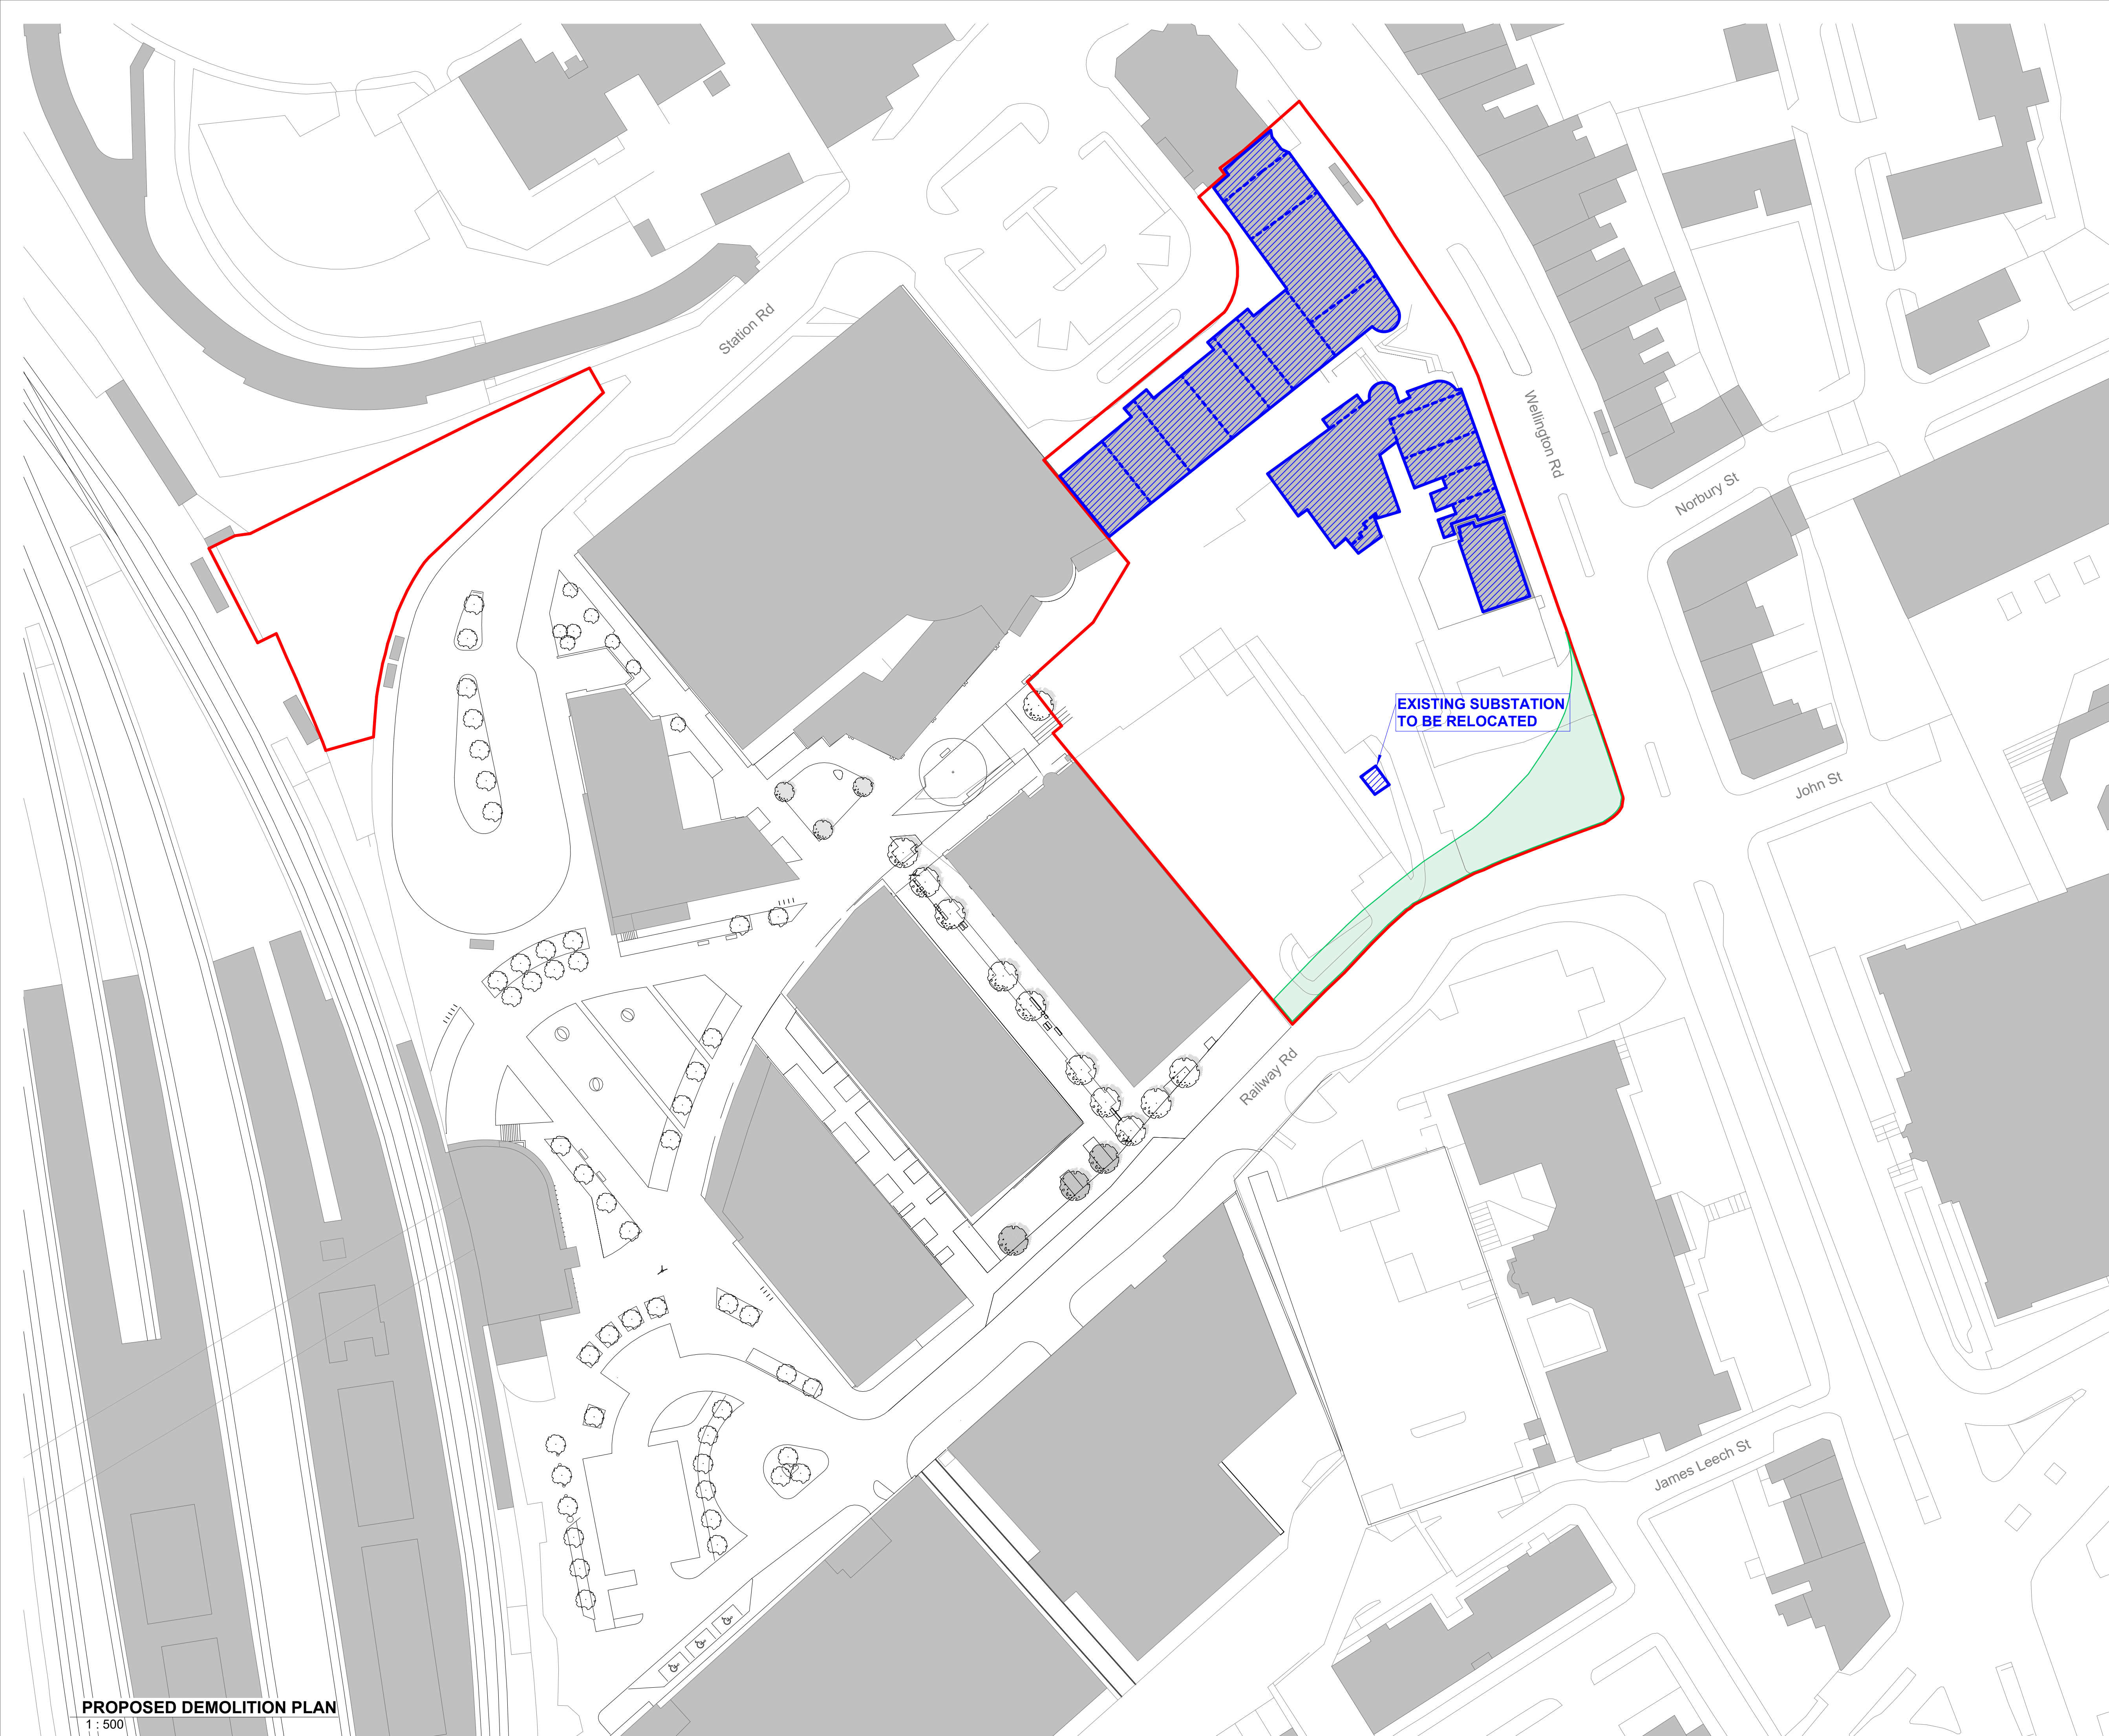 Station Rd
Wellington Rd
Norbury St
EXISTING SUBSTATION
TO BE RELOCATED
John St
Railway Rd
James Leech St
PROPOSED DEMOLITION PLAN
1 : 500